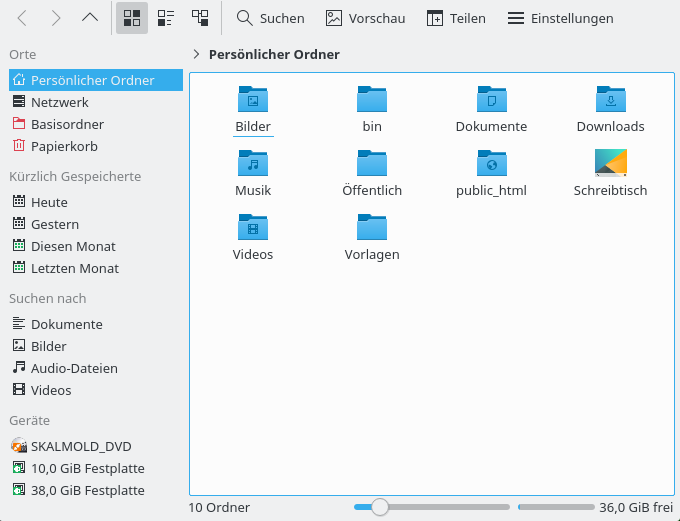 Suchen Vorschau Teilen Einstellungen
Orte
Persönlicher Ordner
Netzwerk
Basisordner
Papierkorb
Kürzlich Gespeicherte
Heute
Gestern
Diesen Monat
Letzten Monat
Suchen nach
Dokumente
Bilder
Audio-Dateien
Videos
Geräte
SKALMOLD_DVD
10,0 GiB Festplatte
38,0 GiB Festplatte
Persönlicher Ordner
Bilder bin Dokumente Downloads
Musik Öffentlich public_html Schreibtisch
Videos Vorlagen
10 Ordner 36,0 GiB frei